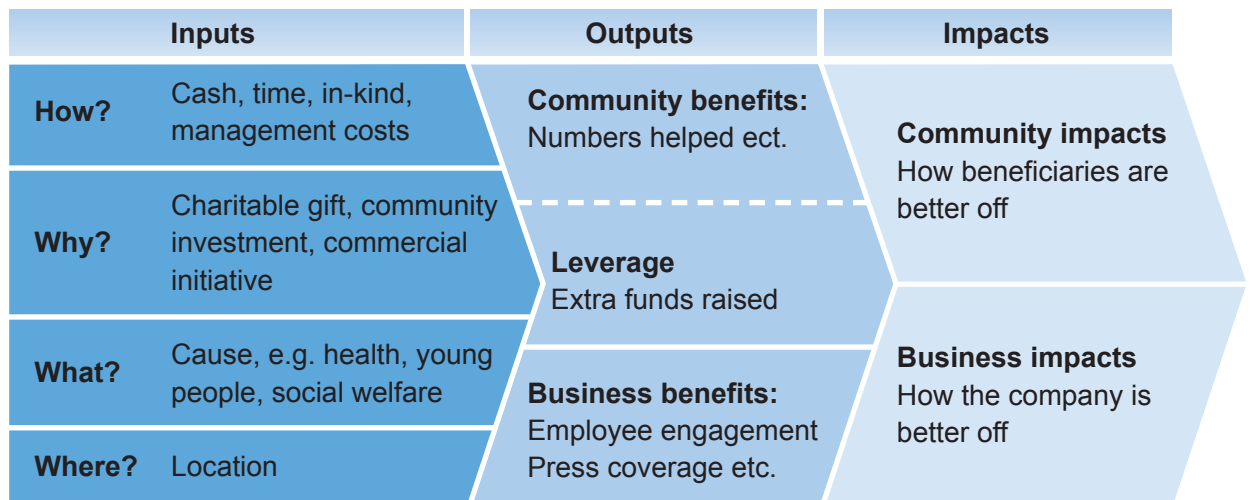 Inputs
Outputs
Impacts
How?
Cash, time, in-kind,
management costs
Why?
Charitable gift, community
investment, commercial
initiative
What?
Cause, e.g. health, young
people, social welfare
Where?
Location
Community benefits:
Numbers helped ect.
Leverage
Extra funds raised
Business benefits:
Employee engagement
Press coverage etc.
Community impacts
How beneficiaries are
better off
Business impacts
How the company is
better off